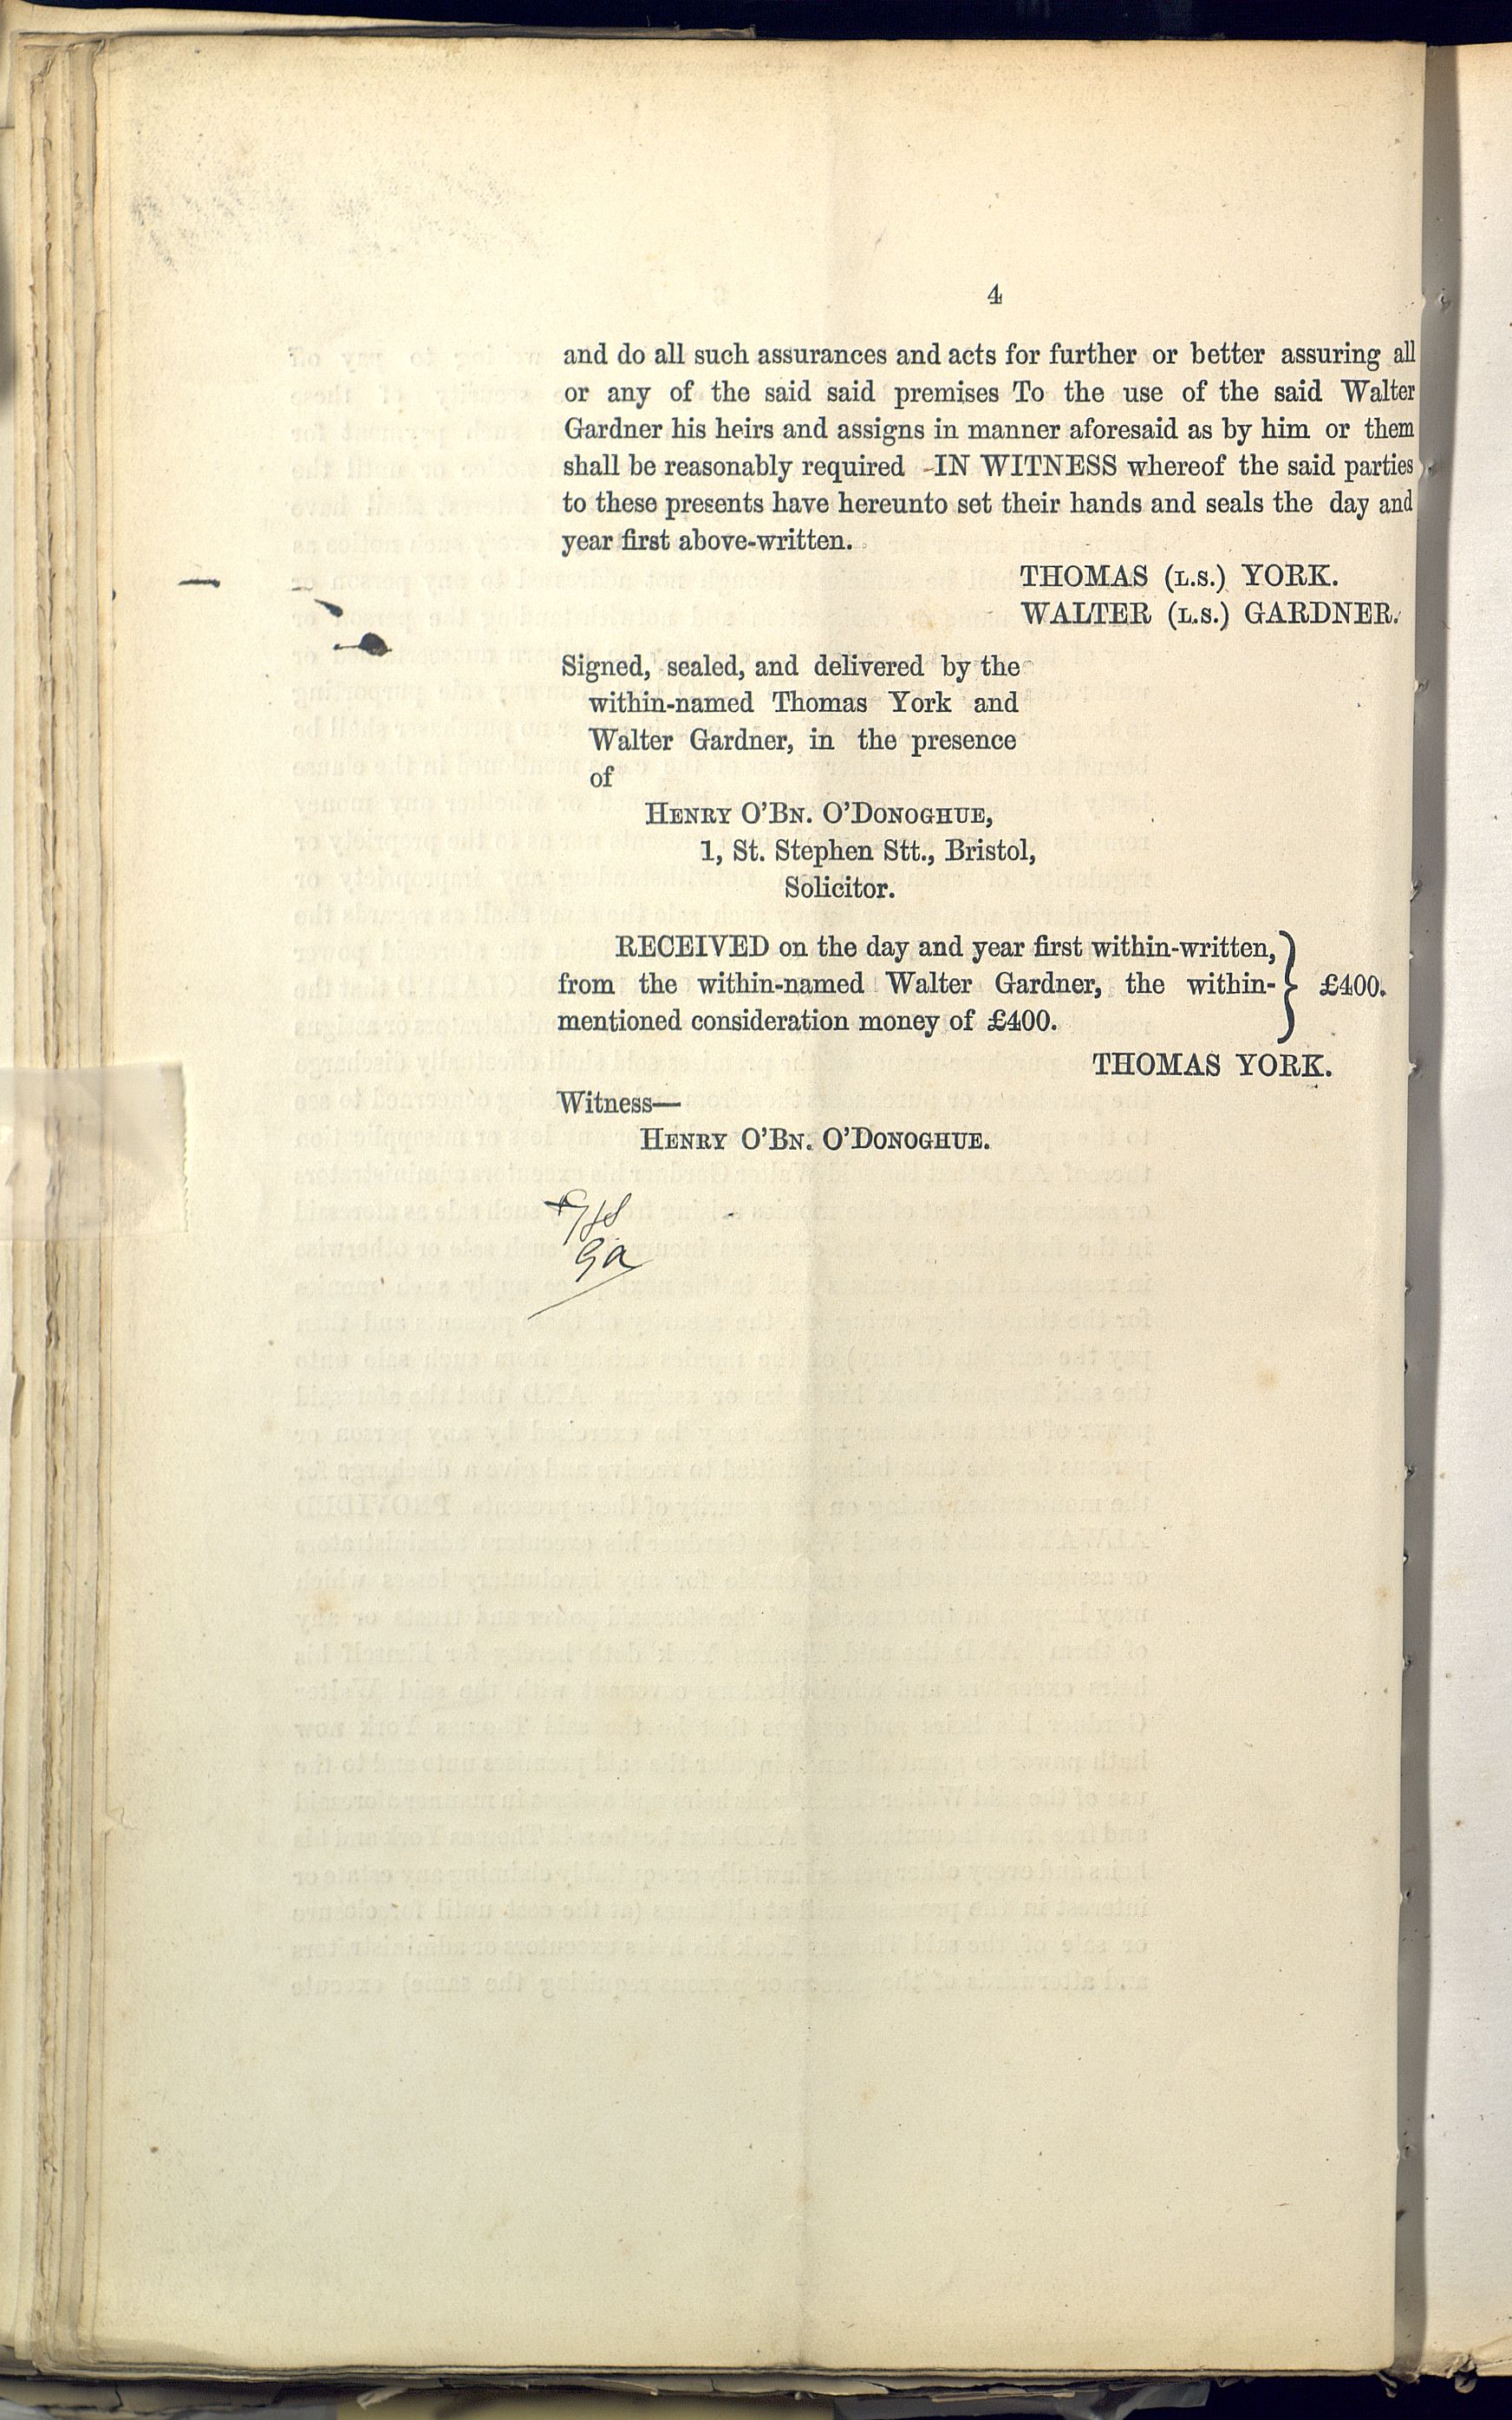 4
and do all such assurances and acts for further or better assuring all
or any of the said said premises To the use of the said Walter
Gardner his heirs and assigns in manner aforesaid as by him or them
shall be reasonably required -IN WITNESS whereof the said parties
to these presents have hereunto set their hands and seals the day and
year first above-written.
THOMAS (L.S.) YORK.
WALTER (L.S.) GARDNER.
Signed, sealed, and delivered by the
within-named Thomas York and
Walter Gardner, in the presence
of
HENRY O'BN. O'DONOGHUE,
1, St. Stephen Stt., Bristol,
Solicitor.
RECEIVED on the day and year first within-written,
from the within-named Walter Gardner, the within- } £400.
mentioned consideration money of £400.
THOMAS YORK.
Witness—
HENRY O'BN. O'DONOGHUE.
9a